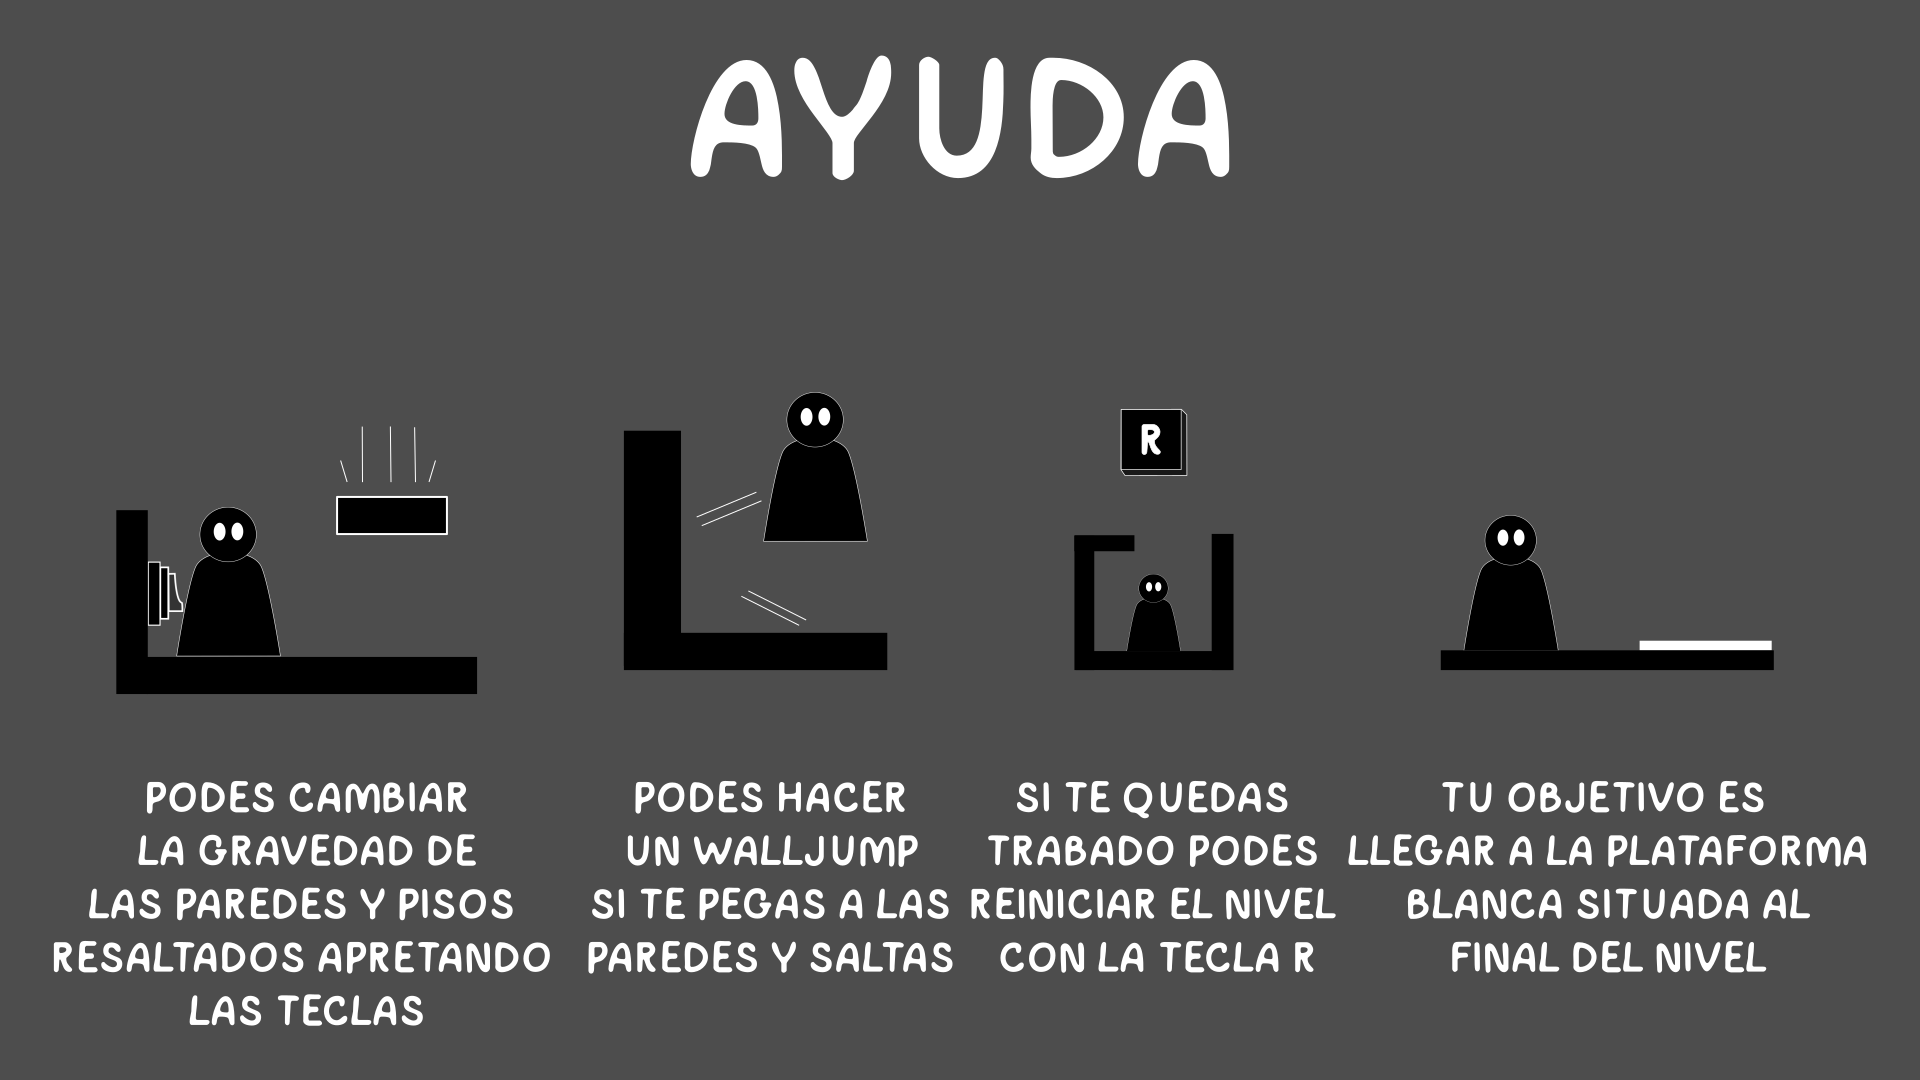 AYUDA
R
PODES CAMBIAR
LA GRAVEDAD DE
LAS PAREDES Y PISOS
RESALTADOS APRETANDO
LAS TECLAS
PODES HACER
UN WALLJUMP
SI TE PEGAS A LAS
PAREDES Y SALTAS
SI TE QUEDAS
TRABADO PODES
REINICIAR EL NIVEL
CON LA TECLA R
TU OBJETIVO ES
LLEGAR A LA PLATAFORMA
BLANCA SITUADA AL
FINAL DEL NIVEL